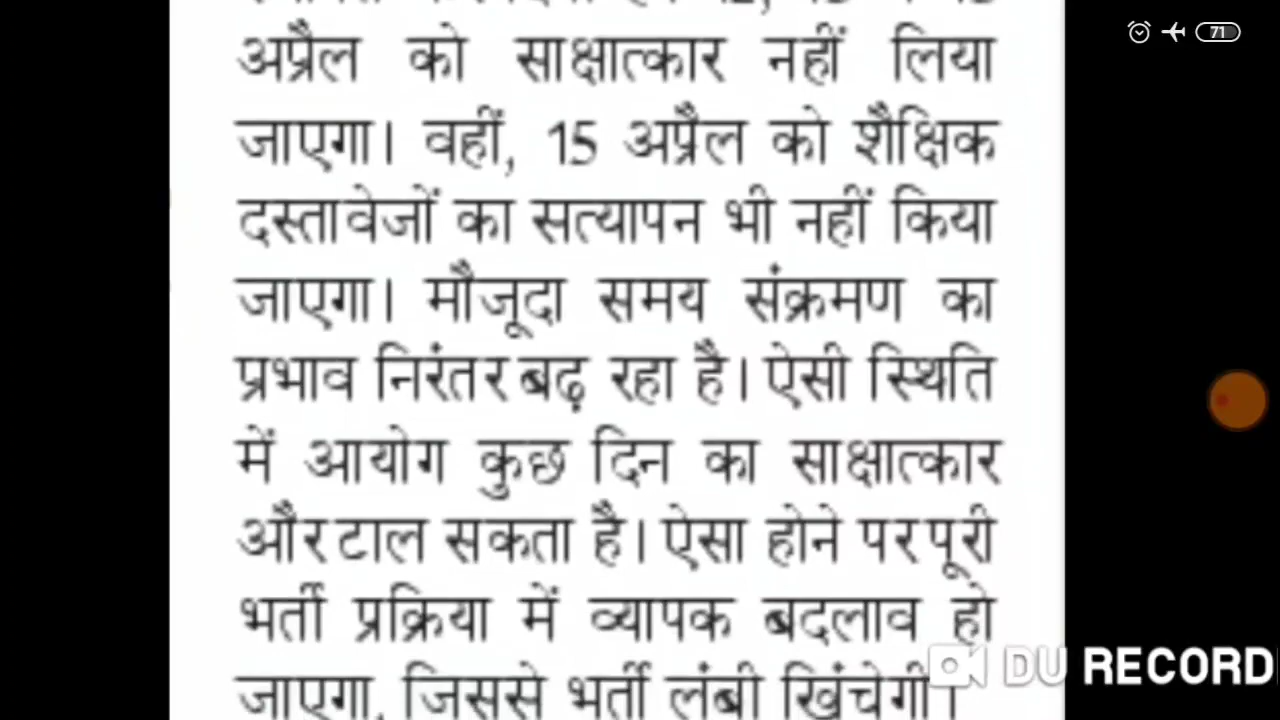 अप्रैल को साक्षात्कार नहीं लिया
जाएगा। वहीं, 15 अप्रैल को शैक्षिक
दस्तावेजों का सत्यापन भी नहीं किया
जाएगा। मौजूदा समय संक्रमण का
प्रभाव निरंतर बढ़ रहा है। ऐसी स्थिति
में आयोग कुछ दिन का साक्षात्कार
और टाल सकता है। ऐसा होने पर पूरी
भर्ती प्रक्रिया में व्यापक बदलाव हो
जाएगा, जिससे भर्ती लंबी खिंचेगी।
71
DU RECORD